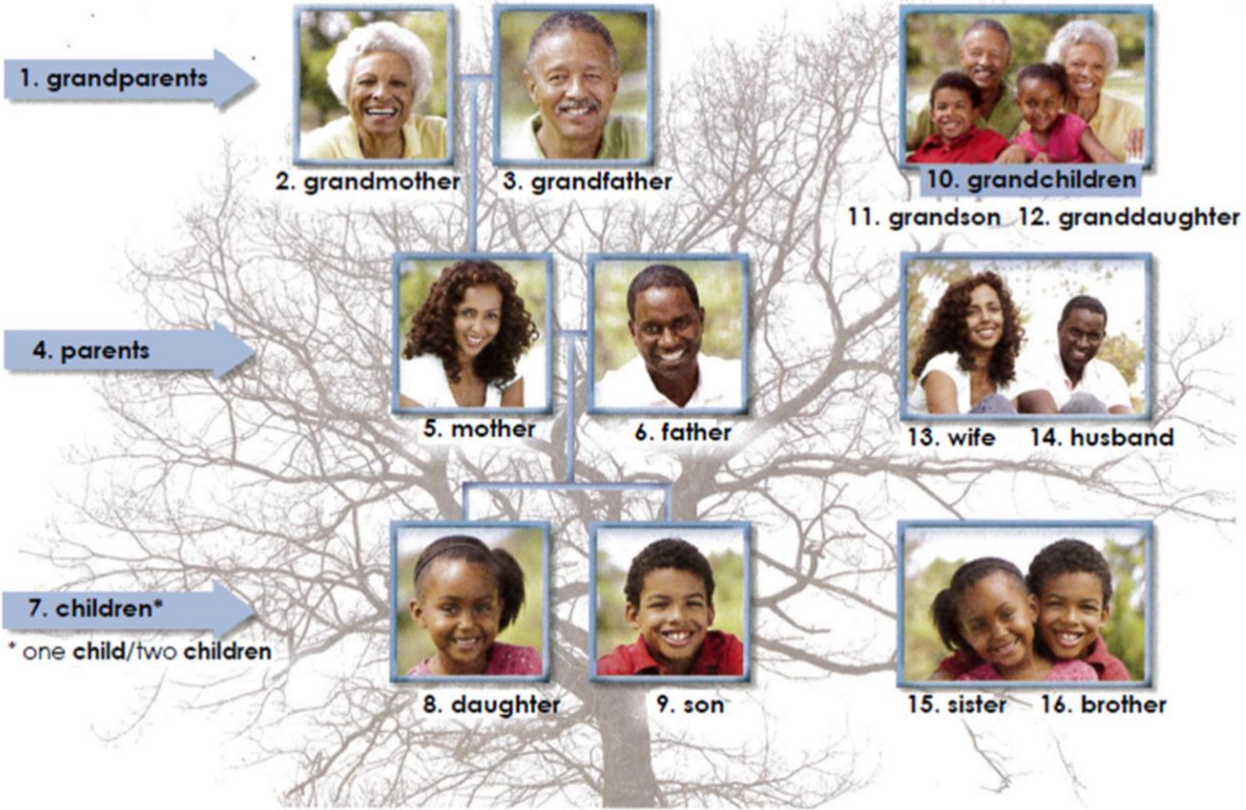 1. grandparents
2. grandmother
3. grandfather
10. grandchildren
11. grandson 12. granddaughter
4. parents
5. mother
6. father
13. wife 14. husband
7. children*
* one child/two children
8. daughter
9. son
15. sister 16. brother